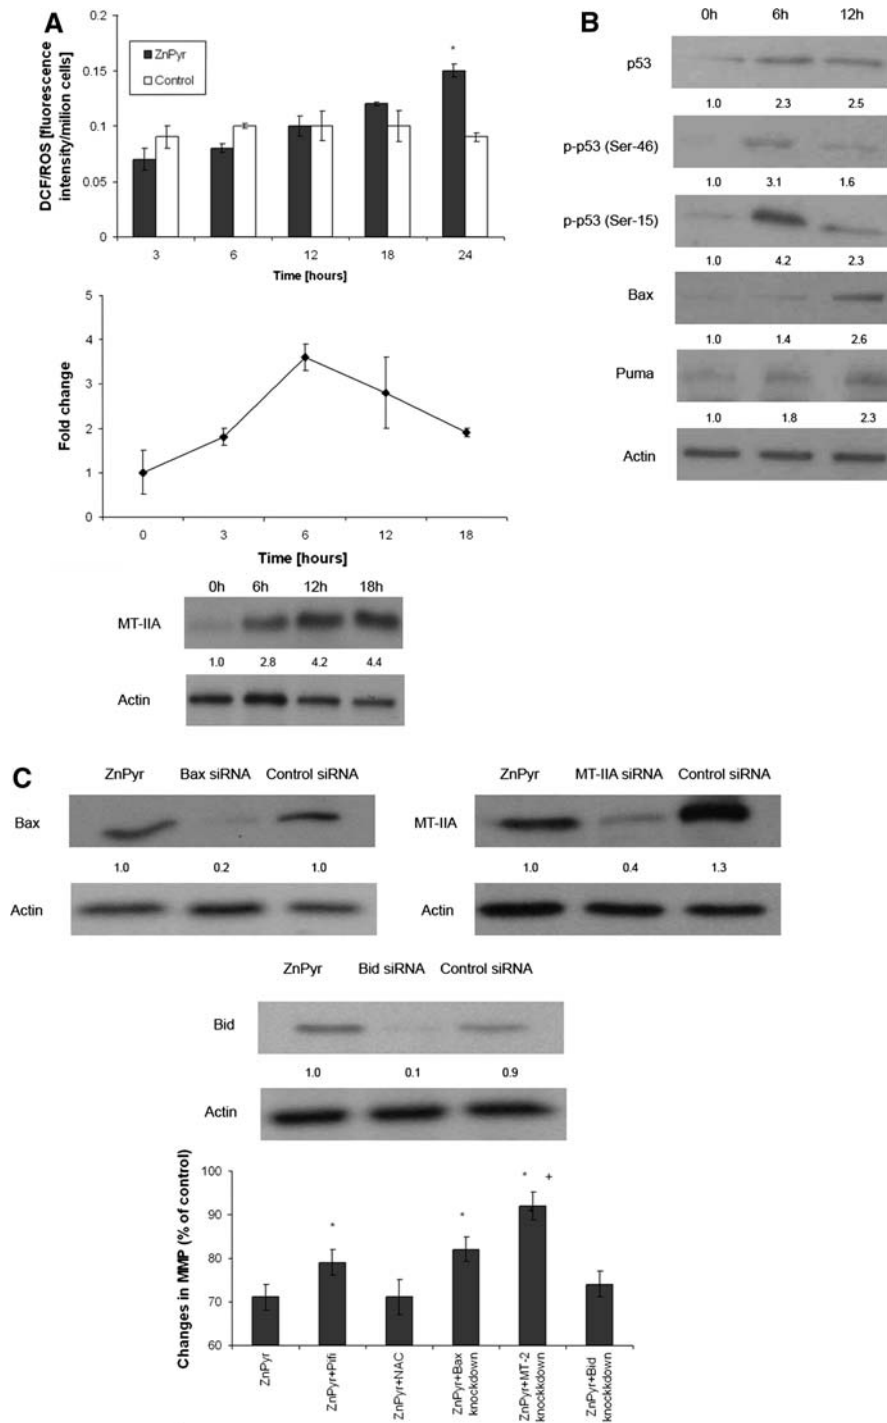 A
DCF/ROS [fluorescence intensity/milion cells]
0.2
0.15
0.1
0.05
0
ZnPyr
Control
*
3 6 12 18 24
Time [hours]
Fold change
5
4
3
2
1
0
0 3 6 12 18
Time [hours]
0h 6h 12h 18h
MT-IIA
1.0 2.8 4.2 4.4
Actin
B
0h 6h 12h
p53
1.0 2.3 2.5
p-p53 (Ser-46)
1.0 3.1 1.6
p-p53 (Ser-15)
1.0 4.2 2.3
Bax
1.0 1.4 2.6
Puma
1.0 1.8 2.3
Actin
C
ZnPyr Bax siRNA Control siRNA
Bax
1.0 0.2 1.0
Actin
ZnPyr MT-IIA siRNA Control siRNA
MT-IIA
1.0 0.4 1.3
Actin
ZnPyr Bid siRNA Control siRNA
Bid
1.0 0.1 0.9
Actin
Changes in MMP (% of control)
100
90
80
70
60
* * * +
ZnPyr
ZnPyr+Pifi
ZnPyr+NAC
ZnPyr+Bax
knockdown
ZnPyr+MT-2
knockkdown
ZnPyr+Bid
knockkdown